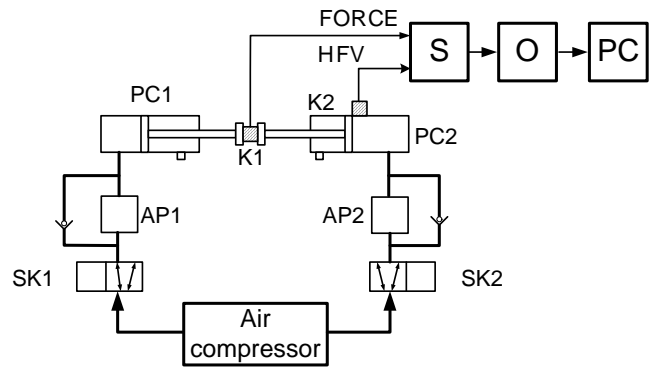 FORCE
HFV
S
O
PC
PC1
K2
K1
PC2
AP1
AP2
SK1
SK2
Air
compressor